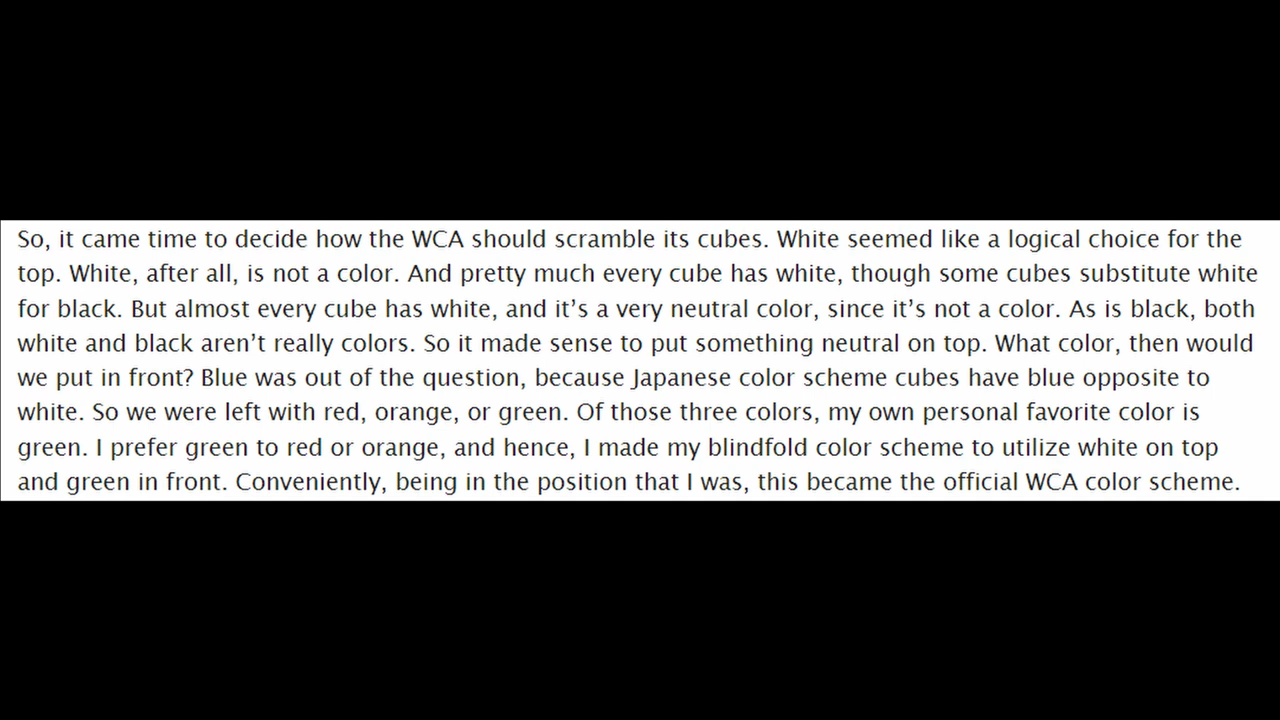 So, it came time to decide how the WCA should scramble its cubes. White seemed like a logical choice for the
top. White, after all, is not a color. And pretty much every cube has white, though some cubes substitute white
for black. But almost every cube has white, and it’s a very neutral color, since it’s not a color. As is black, both
white and black aren’t really colors. So it made sense to put something neutral on top. What color, then would
we put in front? Blue was out of the question, because Japanese color scheme cubes have blue opposite to
white. So we were left with red, orange, or green. Of those three colors, my own personal favorite color is
green. I prefer green to red or orange, and hence, I made my blindfold color scheme to utilize white on top
and green in front. Conveniently, being in the position that I was, this became the official WCA color scheme.